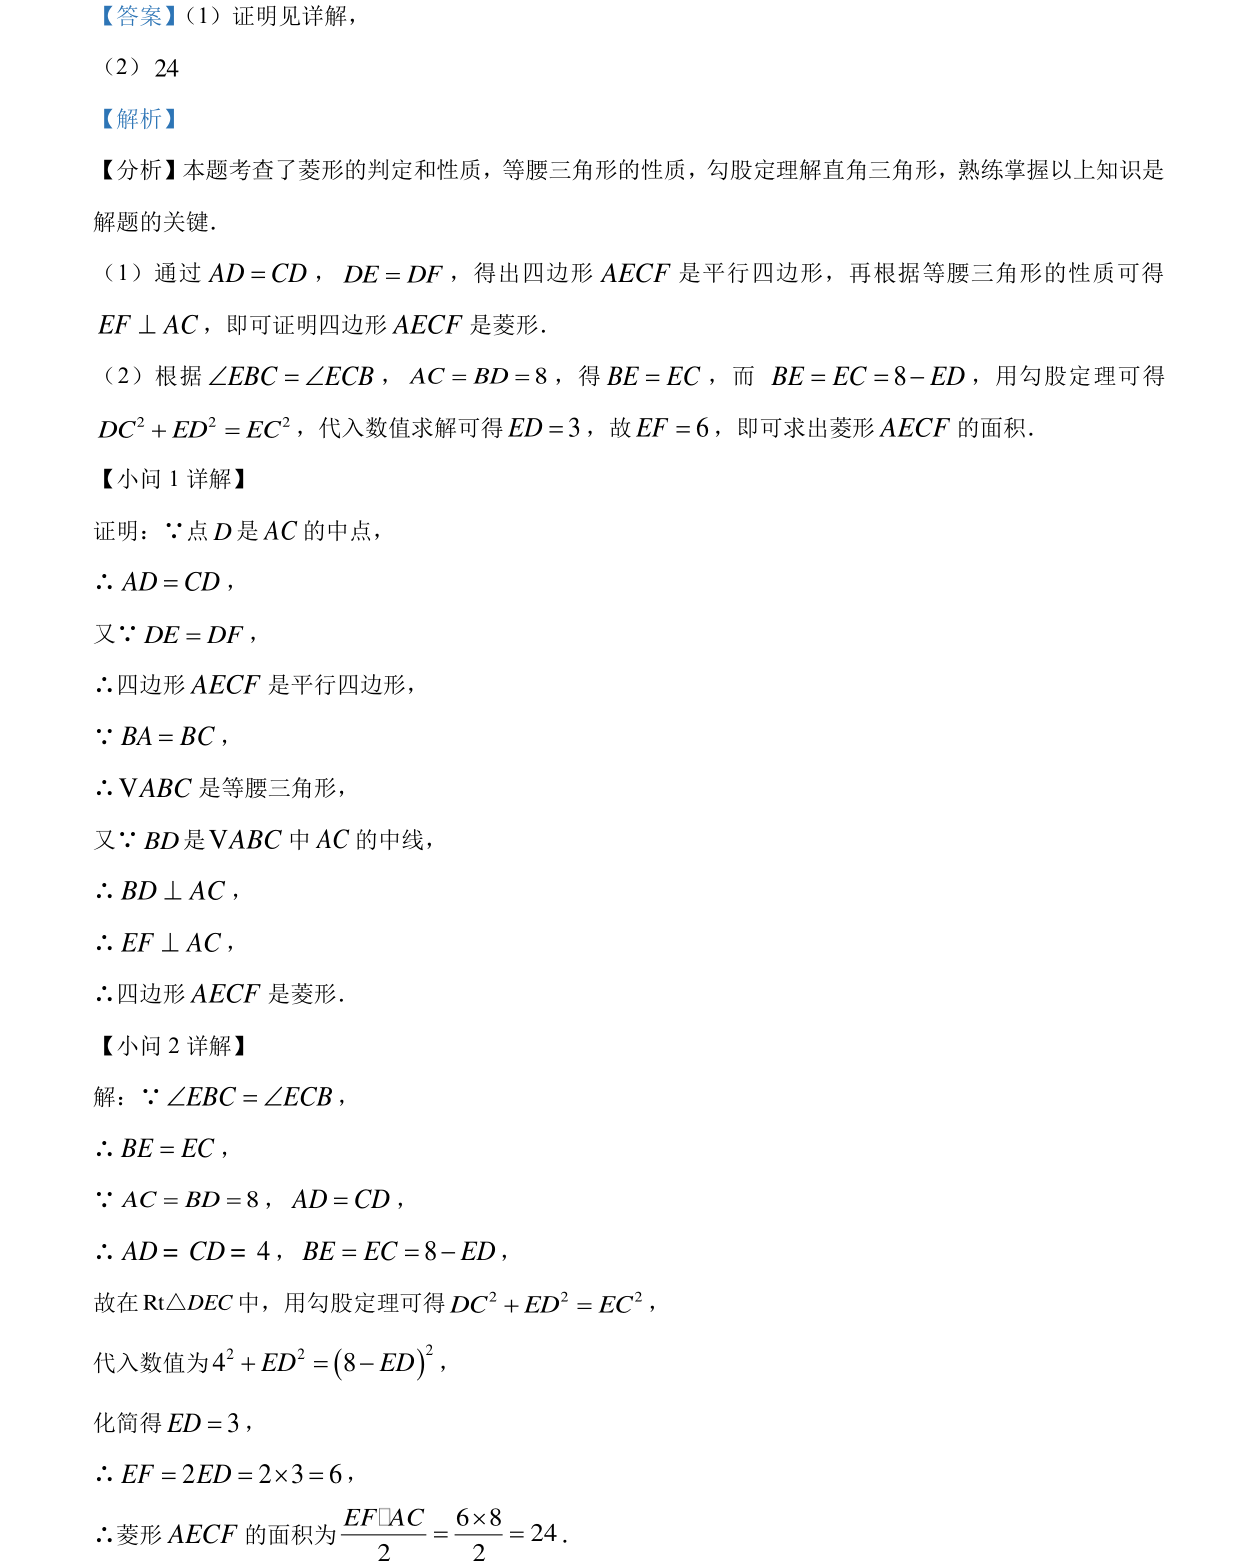 【答案】（1）证明见详解，
（2）24
【解析】
【分析】本题考查了菱形的判定和性质，等腰三角形的性质，勾股定理解直角三角形，熟练掌握以上知识是
解题的关键．
（1）通过 AD = CD，DE = DF，得出四边形 AECF 是平行四边形，再根据等腰三角形的性质可得
EF ⊥ AC，即可证明四边形 AECF 是菱形．
（2）根据 ∠EBC = ∠ECB，AC = BD = 8，得 BE = EC，而 BE = EC = 8 − ED，用勾股定理可得
DC² + ED² = EC²，代入数值求解可得 ED = 3，故 EF = 6，即可求出菱形 AECF 的面积．
【小问 1 详解】
证明：∵点 D 是 AC 的中点，
∴ AD = CD，
又∵ DE = DF，
∴四边形 AECF 是平行四边形，
∵ BA = BC，
∴VABC 是等腰三角形，
又∵ BD 是VABC 中 AC 的中线，
∴ BD ⊥ AC，
∴ EF ⊥ AC，
∴四边形 AECF 是菱形．
【小问 2 详解】
解：∵ ∠EBC = ∠ECB，
∴ BE = EC，
∵ AC = BD = 8，AD = CD，
∴ AD = CD = 4，BE = EC = 8 − ED，
故在 Rt△DEC 中，用勾股定理可得 DC² + ED² = EC²，
代入数值为 4² + ED² = (8 − ED)²，
化简得 ED = 3，
∴ EF = 2ED = 2×3 = 6，
∴菱形 AECF 的面积为 EF□AC/2 = 6×8/2 = 24．